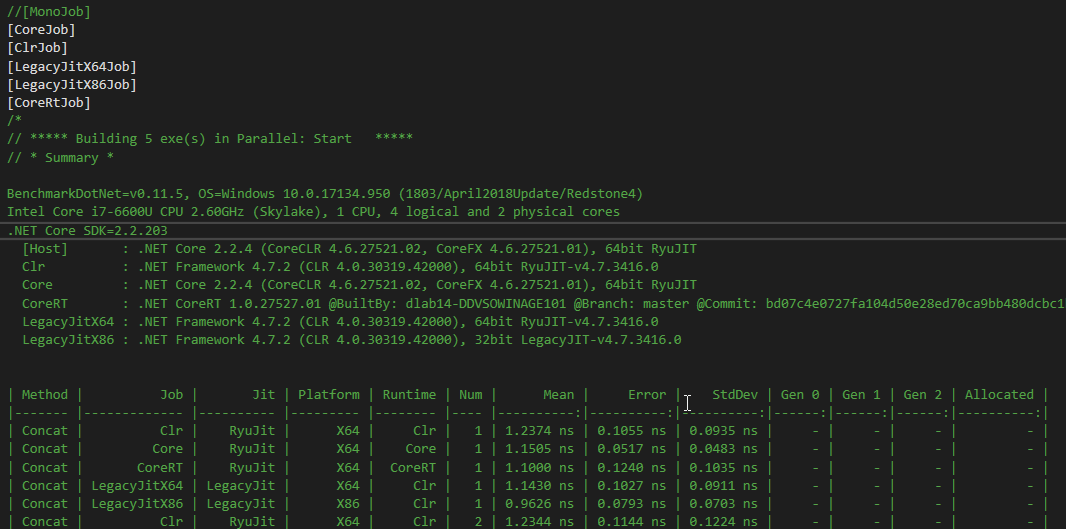 //[MonoJob]
[CoreJob]
[ClrJob]
[LegacyJitX64Job]
[LegacyJitX86Job]
[CoreRtJob]
/*
// ***** Building 5 exe(s) in Parallel: Start   *****
// * Summary *
BenchmarkDotNet=v0.11.5, OS=Windows 10.0.17134.950 (1803/April2018Update/Redstone4)
Intel Core i7-6600U CPU 2.60GHz (Skylake), 1 CPU, 4 logical and 2 physical cores
.NET Core SDK=2.2.203
  [Host]       : .NET Core 2.2.4 (CoreCLR 4.6.27521.02, CoreFX 4.6.27521.01), 64bit RyuJIT
  Clr          : .NET Framework 4.7.2 (CLR 4.0.30319.42000), 64bit RyuJIT-v4.7.3416.0
  Core         : .NET Core 2.2.4 (CoreCLR 4.6.27521.02, CoreFX 4.6.27521.01), 64bit RyuJIT
  CoreRT       : .NET CoreRT 1.0.27527.01 @BuiltBy: dlab14-DDVSOWINAGE101 @Branch: master @Commit: bd07c4e0727fa104d50e28ed70ca9bb480dcbc1
  LegacyJitX64 : .NET Framework 4.7.2 (CLR 4.0.30319.42000), 64bit RyuJIT-v4.7.3416.0
  LegacyJitX86 : .NET Framework 4.7.2 (CLR 4.0.30319.42000), 32bit LegacyJIT-v4.7.3416.0
| Method |          Job |       Jit | Platform | Runtime | Num |      Mean |     Error |    StdDev | Gen 0 | Gen 1 | Gen 2 | Allocated |
|------- |------------- |---------- |--------- |-------- |---- |----------:|----------:|----------:|------:|------:|------:|----------:|
| Concat |          Clr |    RyuJit |      X64 |     Clr |   1 | 1.2374 ns | 0.1055 ns | 0.0935 ns |     - |     - |     - |         - |
| Concat |         Core |    RyuJit |      X64 |    Core |   1 | 1.1505 ns | 0.0517 ns | 0.0483 ns |     - |     - |     - |         - |
| Concat |       CoreRT |    RyuJit |      X64 |  CoreRT |   1 | 1.1000 ns | 0.1240 ns | 0.1035 ns |     - |     - |     - |         - |
| Concat | LegacyJitX64 | LegacyJit |      X64 |     Clr |   1 | 1.1430 ns | 0.1027 ns | 0.0911 ns |     - |     - |     - |         - |
| Concat | LegacyJitX86 | LegacyJit |      X86 |     Clr |   1 | 0.9626 ns | 0.0793 ns | 0.0703 ns |     - |     - |     - |         - |
| Concat |          Clr |    RyuJit |      X64 |     Clr |   2 | 1.2344 ns | 0.1144 ns | 0.1224 ns |     - |     - |     - |         - |